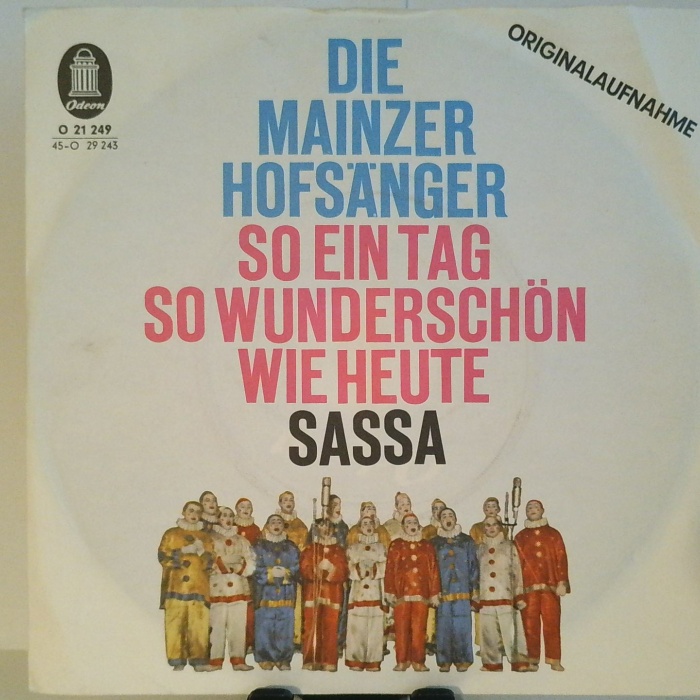 Odeon
O 21 249
45-O 29 243
ORIGINALAUFNAHME
DIE
MAINZER
HOFSÄNGER
SO EIN TAG
SO WUNDERSCHÖN
WIE HEUTE
SASSA